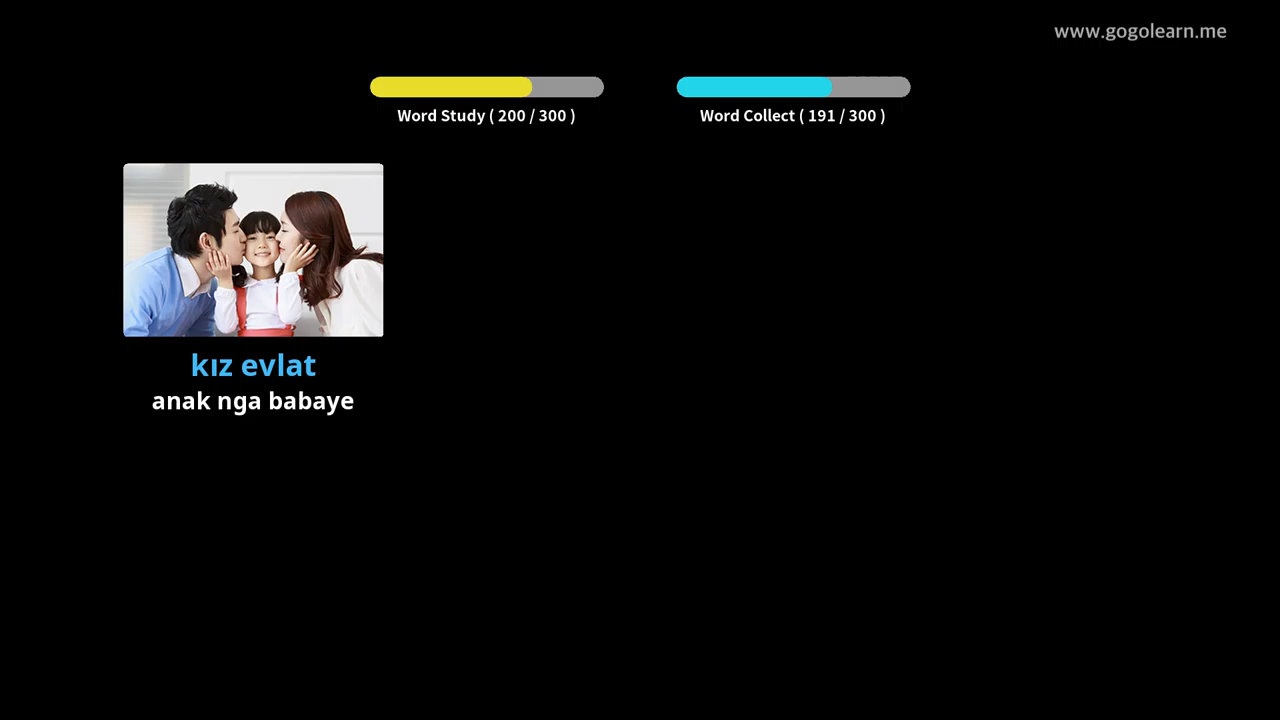 www.gogolearn.me
Word Study ( 200 / 300 )
Word Collect ( 191 / 300 )
kız evlat
anak nga babaye